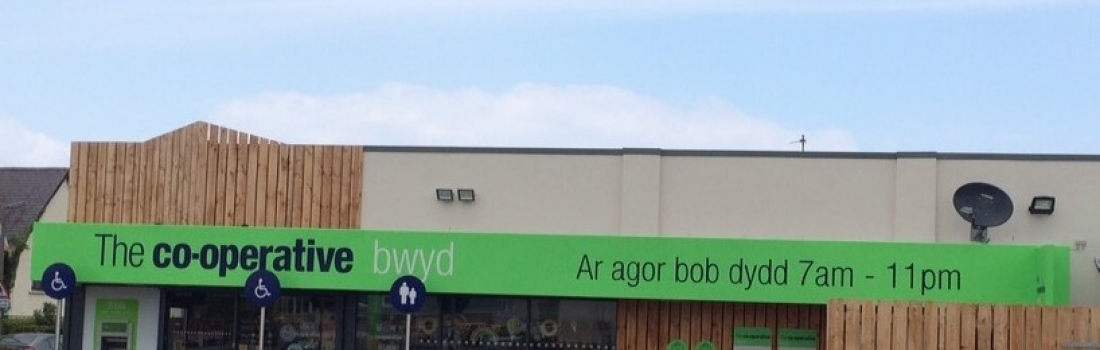 The co-operative bwyd
Ar agor bob dydd 7am - 11pm